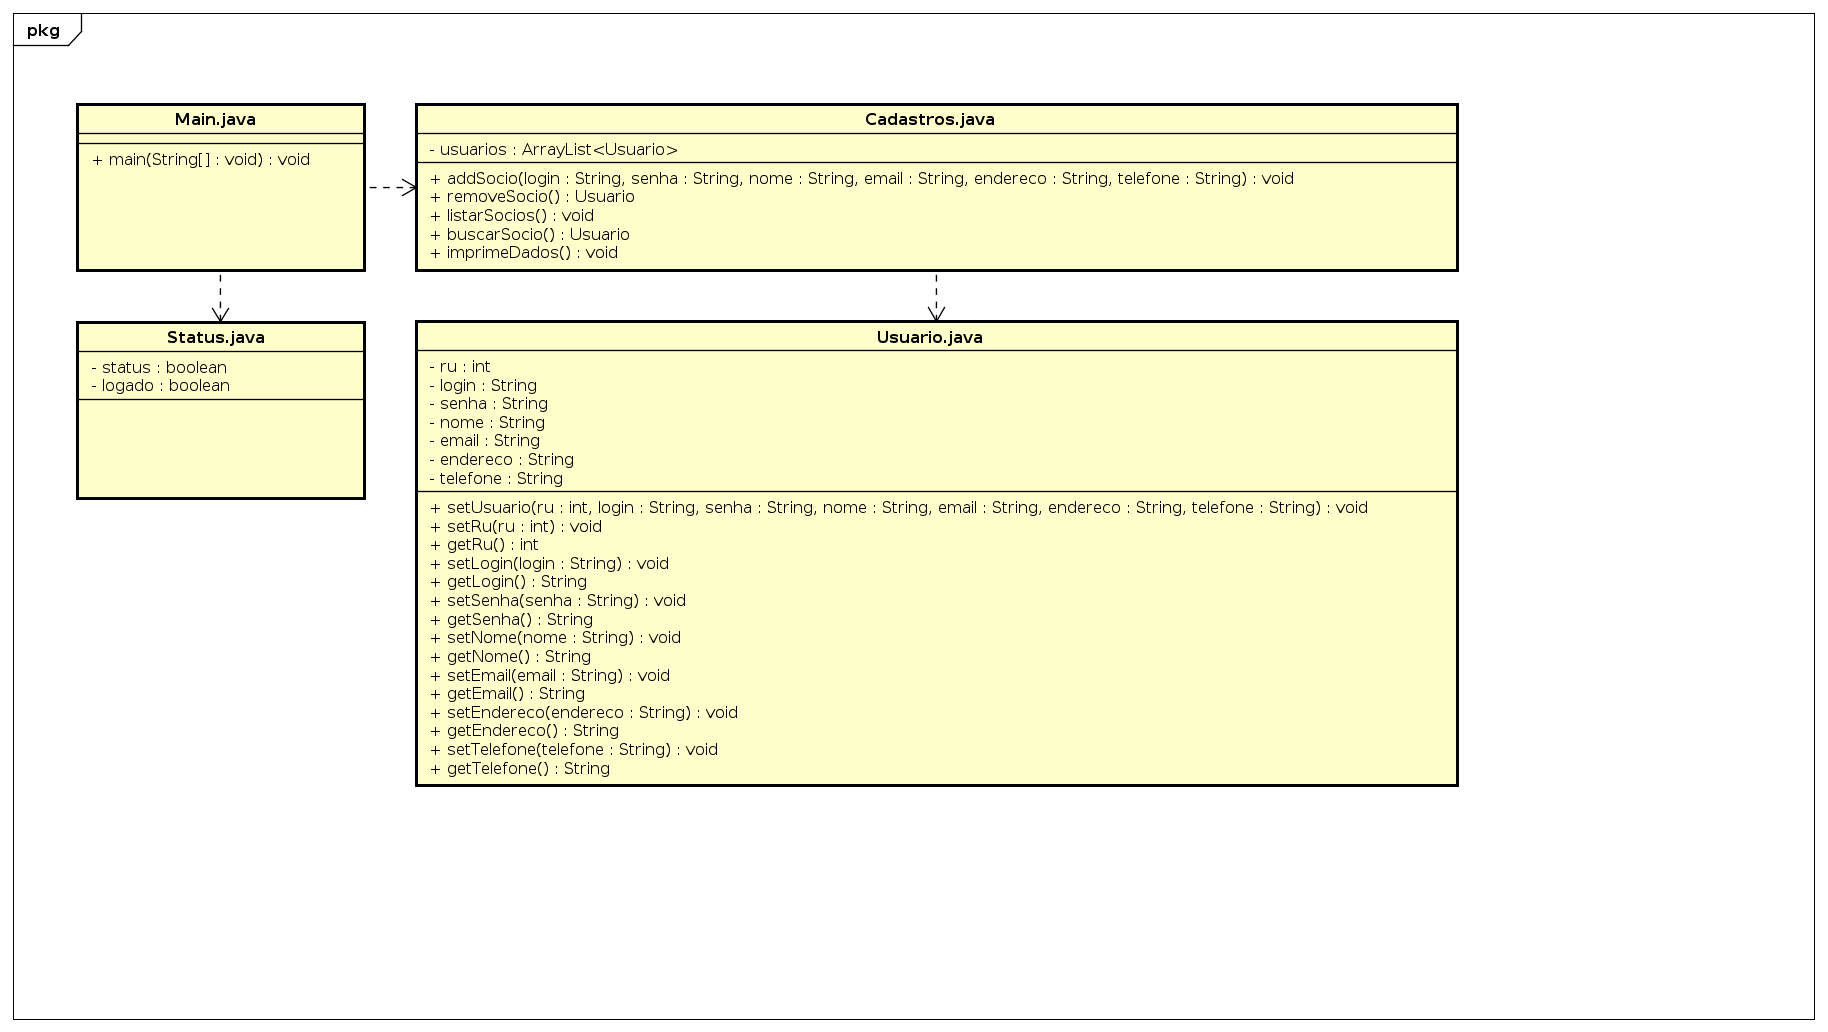 pkg
Main.java
+ main(String[] : void) : void
Cadastros.java
- usuarios : ArrayList<Usuario>
+ addSocio(login : String, senha : String, nome : String, email : String, endereco : String, telefone : String) : void
+ removeSocio() : Usuario
+ listarSocios() : void
+ buscarSocio() : Usuario
+ imprimeDados() : void
Status.java
- status : boolean
- logado : boolean
Usuario.java
- ru : int
- login : String
- senha : String
- nome : String
- email : String
- endereco : String
- telefone : String
+ setUsuario(ru : int, login : String, senha : String, nome : String, email : String, endereco : String, telefone : String) : void
+ setRu(ru : int) : void
+ getRu() : int
+ setLogin(login : String) : void
+ getLogin() : String
+ setSenha(senha : String) : void
+ getSenha() : String
+ setNome(nome : String) : void
+ getNome() : String
+ setEmail(email : String) : void
+ getEmail() : String
+ setEndereco(endereco : String) : void
+ getEndereco() : String
+ setTelefone(telefone : String) : void
+ getTelefone() : String